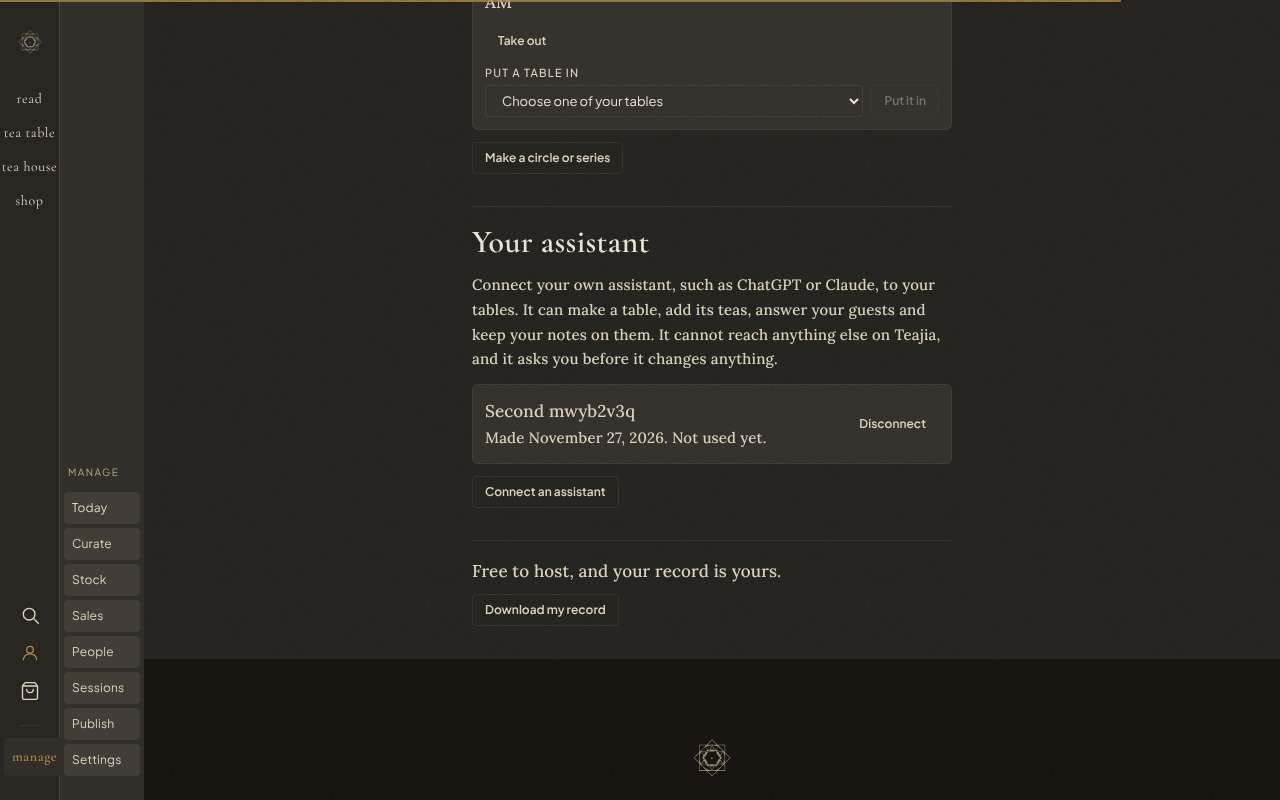 AM
Take out
PUT A TABLE IN
Choose one of your tables
Put it in
Make a circle or series
Your assistant
Connect your own assistant, such as ChatGPT or Claude, to your
tables. It can make a table, add its teas, answer your guests and
keep your notes on them. It cannot reach anything else on Teajia,
and it asks you before it changes anything.
Second mwyb2v3q
Made November 27, 2026. Not used yet.
Disconnect
Connect an assistant
Free to host, and your record is yours.
Download my record
read
tea table
tea house
shop
manage
MANAGE
Today
Curate
Stock
Sales
People
Sessions
Publish
Settings